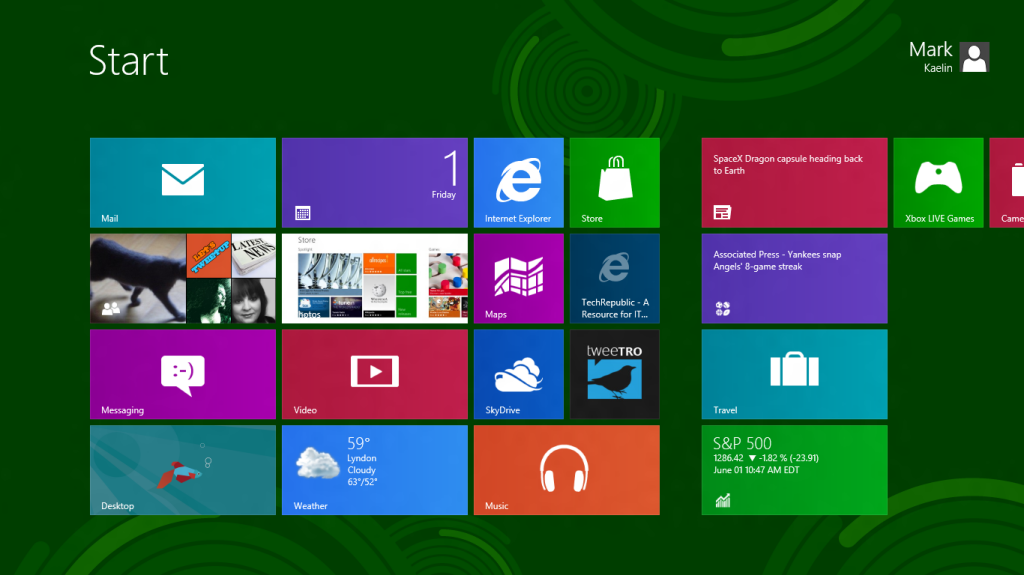 Start
Mark
Kaelin
Mail
1
Friday
Internet Explorer
Store
SpaceX Dragon capsule heading back
to Earth
Xbox LIVE Games
Came
LET'S
TWEETUP
LATEST
NEWS
Store
Maps
TechRepublic - A
Resource for IT...
Associated Press - Yankees snap
Angels' 8-game streak
Messaging
:-)
Video
SkyDrive
tweeTRO
Travel
Desktop
59°
Lyndon
Cloudy
63°/52°
Weather
Music
S&P 500
1286.42 ▼ -1.82 % (-23.91)
June 01 10:47 AM EDT